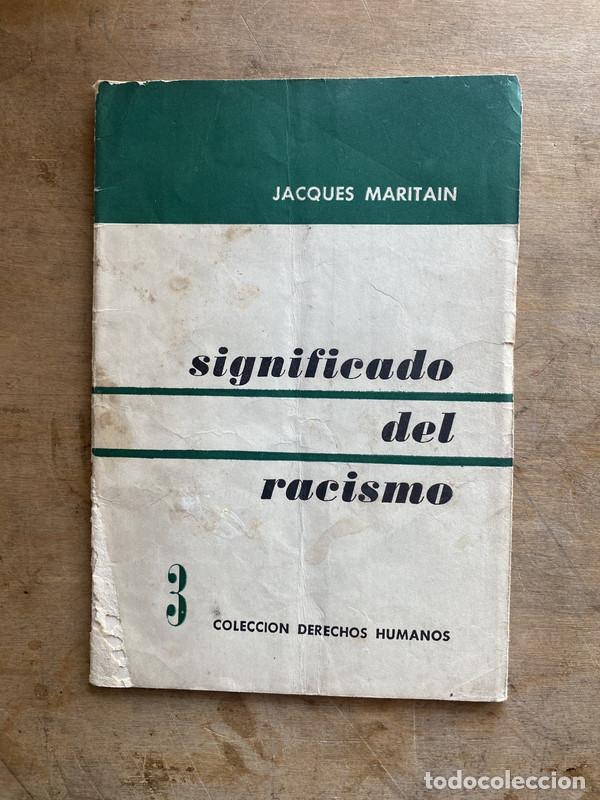 JACQUES MARITAIN
significado
del
racismo
3
COLECCION DERECHOS HUMANOS
todocoleccion